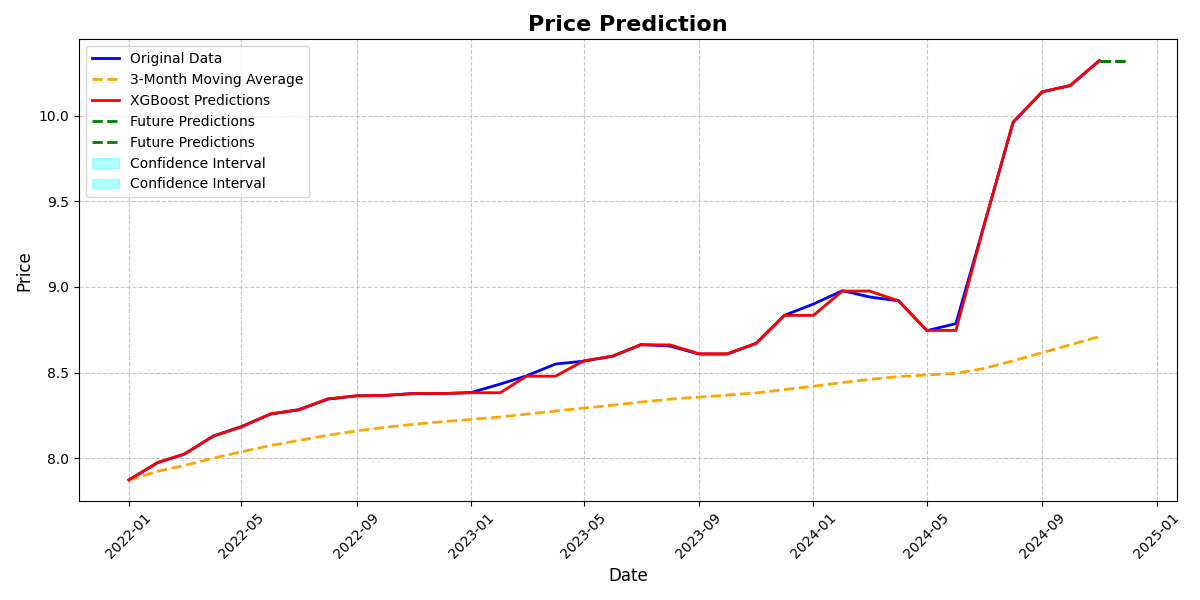 Price Prediction
Original Data
3-Month Moving Average
XGBoost Predictions
Future Predictions
Future Predictions
Confidence Interval
Confidence Interval
Price
10.0
9.5
9.0
8.5
8.0
2022-01
2022-05
2022-09
2023-01
2023-05
2023-09
2024-01
2024-05
2024-09
2025-01
Date